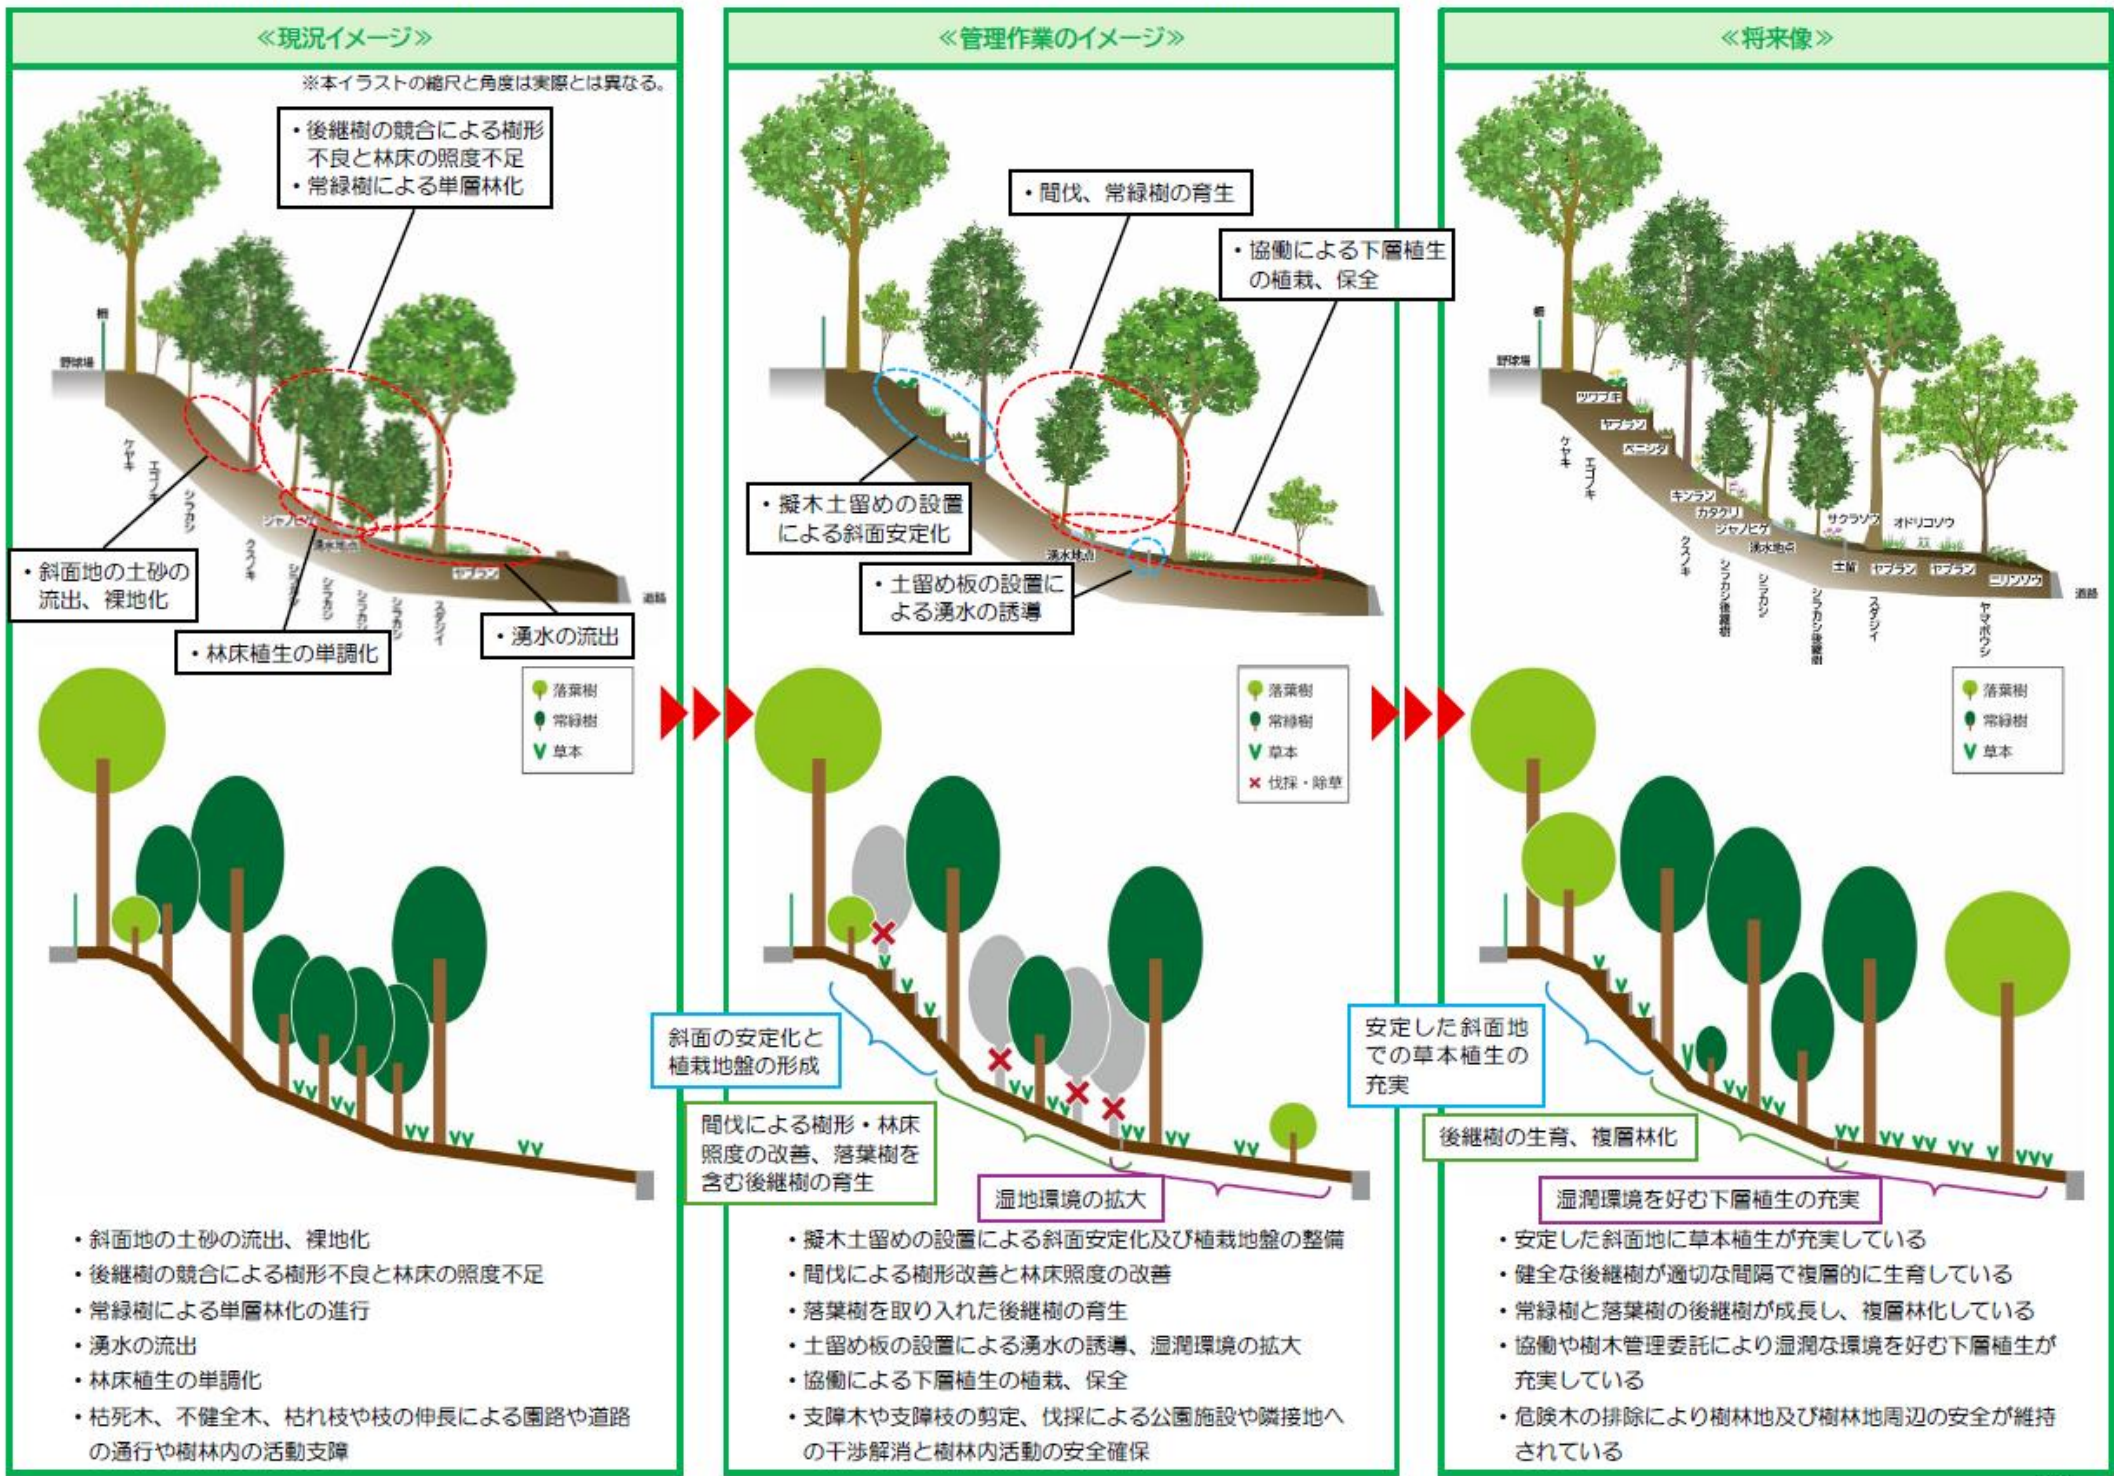 ≪現況イメージ≫
※本イラストの縮尺と角度は実際とは異なる。
・後継樹の競合による樹形
不良と林床の照度不足
・常緑樹による単層林化
柵
野球場
ケヤキ
エゴノキ
シラカシ
クスノキ
ジャノヒゲ
湧水地点
シラカシ
シラカシ
シラカシ
シラカシ
スダジイ
ヤブラン
道路
・斜面地の土砂の
流出、裸地化
・林床植生の単調化
・湧水の流出
落葉樹
常緑樹
草本
・斜面地の土砂の流出、裸地化
・後継樹の競合による樹形不良と林床の照度不足
・常緑樹による単層林化の進行
・湧水の流出
・林床植生の単調化
・枯死木、不健全木、枯れ枝や枝の伸長による園路や道路
の通行や樹林内の活動支障
≪管理作業のイメージ≫
・間伐、常緑樹の育生
・協働による下層植生
の植栽、保全
・擬木土留めの設置
による斜面安定化
湧水地点
・土留め板の設置に
よる湧水の誘導
落葉樹
常緑樹
草本
伐採・除草
斜面の安定化と
植栽地盤の形成
間伐による樹形・林床
照度の改善、落葉樹を
含む後継樹の育生
湿地環境の拡大
・擬木土留めの設置による斜面安定化及び植栽地盤の整備
・間伐による樹形改善と林床照度の改善
・落葉樹を取り入れた後継樹の育生
・土留め板の設置による湧水の誘導、湿潤環境の拡大
・協働による下層植生の植栽、保全
・支障木や支障枝の剪定、伐採による公園施設や隣接地へ
の干渉解消と樹林内活動の安全確保
≪将来像≫
柵
野球場
ツワブキ
ヤブラン
ベニシダ
ケヤキ
エゴノキ
キンラン
カタクリ
ジャノヒゲ
湧水地点
サクラソウ
オドリコソウ
土留
ヤブラン
ヤブラン
ニリンソウ
道路
クスノキ
シラカシ後継樹
シラカシ
シラカシ後継樹
スダジイ
ヤマボウシ
落葉樹
常緑樹
草本
安定した斜面地
での草本植生の
充実
後継樹の生育、複層林化
湿潤環境を好む下層植生の充実
・安定した斜面地に草本植生が充実している
・健全な後継樹が適切な間隔で複層的に生育している
・常緑樹と落葉樹の後継樹が成長し、複層林化している
・協働や樹木管理委託により湿潤な環境を好む下層植生が
充実している
・危険木の排除により樹林地及び樹林地周辺の安全が維持
されている